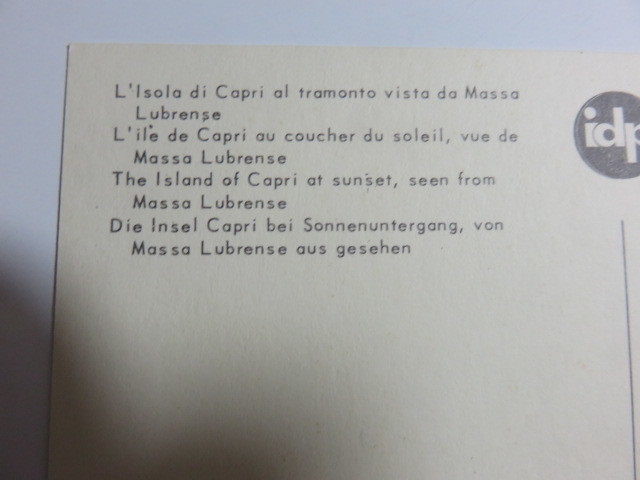 L'Isola di Capri al tramonto vista da Massa
Lubrense
L'île de Capri au coucher du soleil, vue de
Massa Lubrense
The Island of Capri at sunset, seen from
Massa Lubrense
Die Insel Capri bei Sonnenuntergang, von
Massa Lubrense aus gesehen
idp